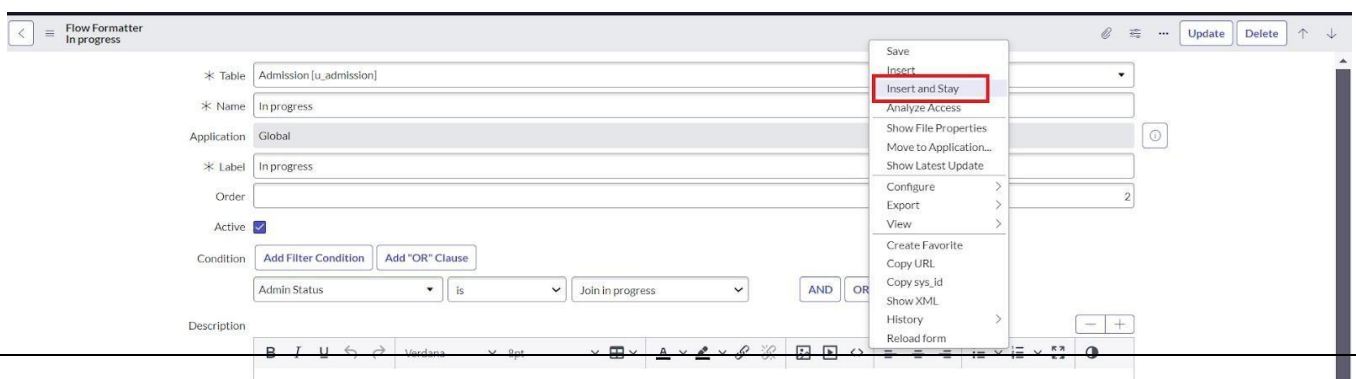 Flow Formatter
In progress
Update
Delete
Table Admission [u_admission]
Name In progress
Application Global
Label In progress
Order 2
Active
Condition Add Filter Condition Add "OR" Clause
Admin Status is Join in progress AND OR
Description
B I U Verdana 8pt A
Save
Insert
Insert and Stay
Analyze Access
Show File Properties
Move to Application...
Show Latest Update
Configure
Export
View
Create Favorite
Copy URL
Copy sys_id
Show XML
History
Reload form